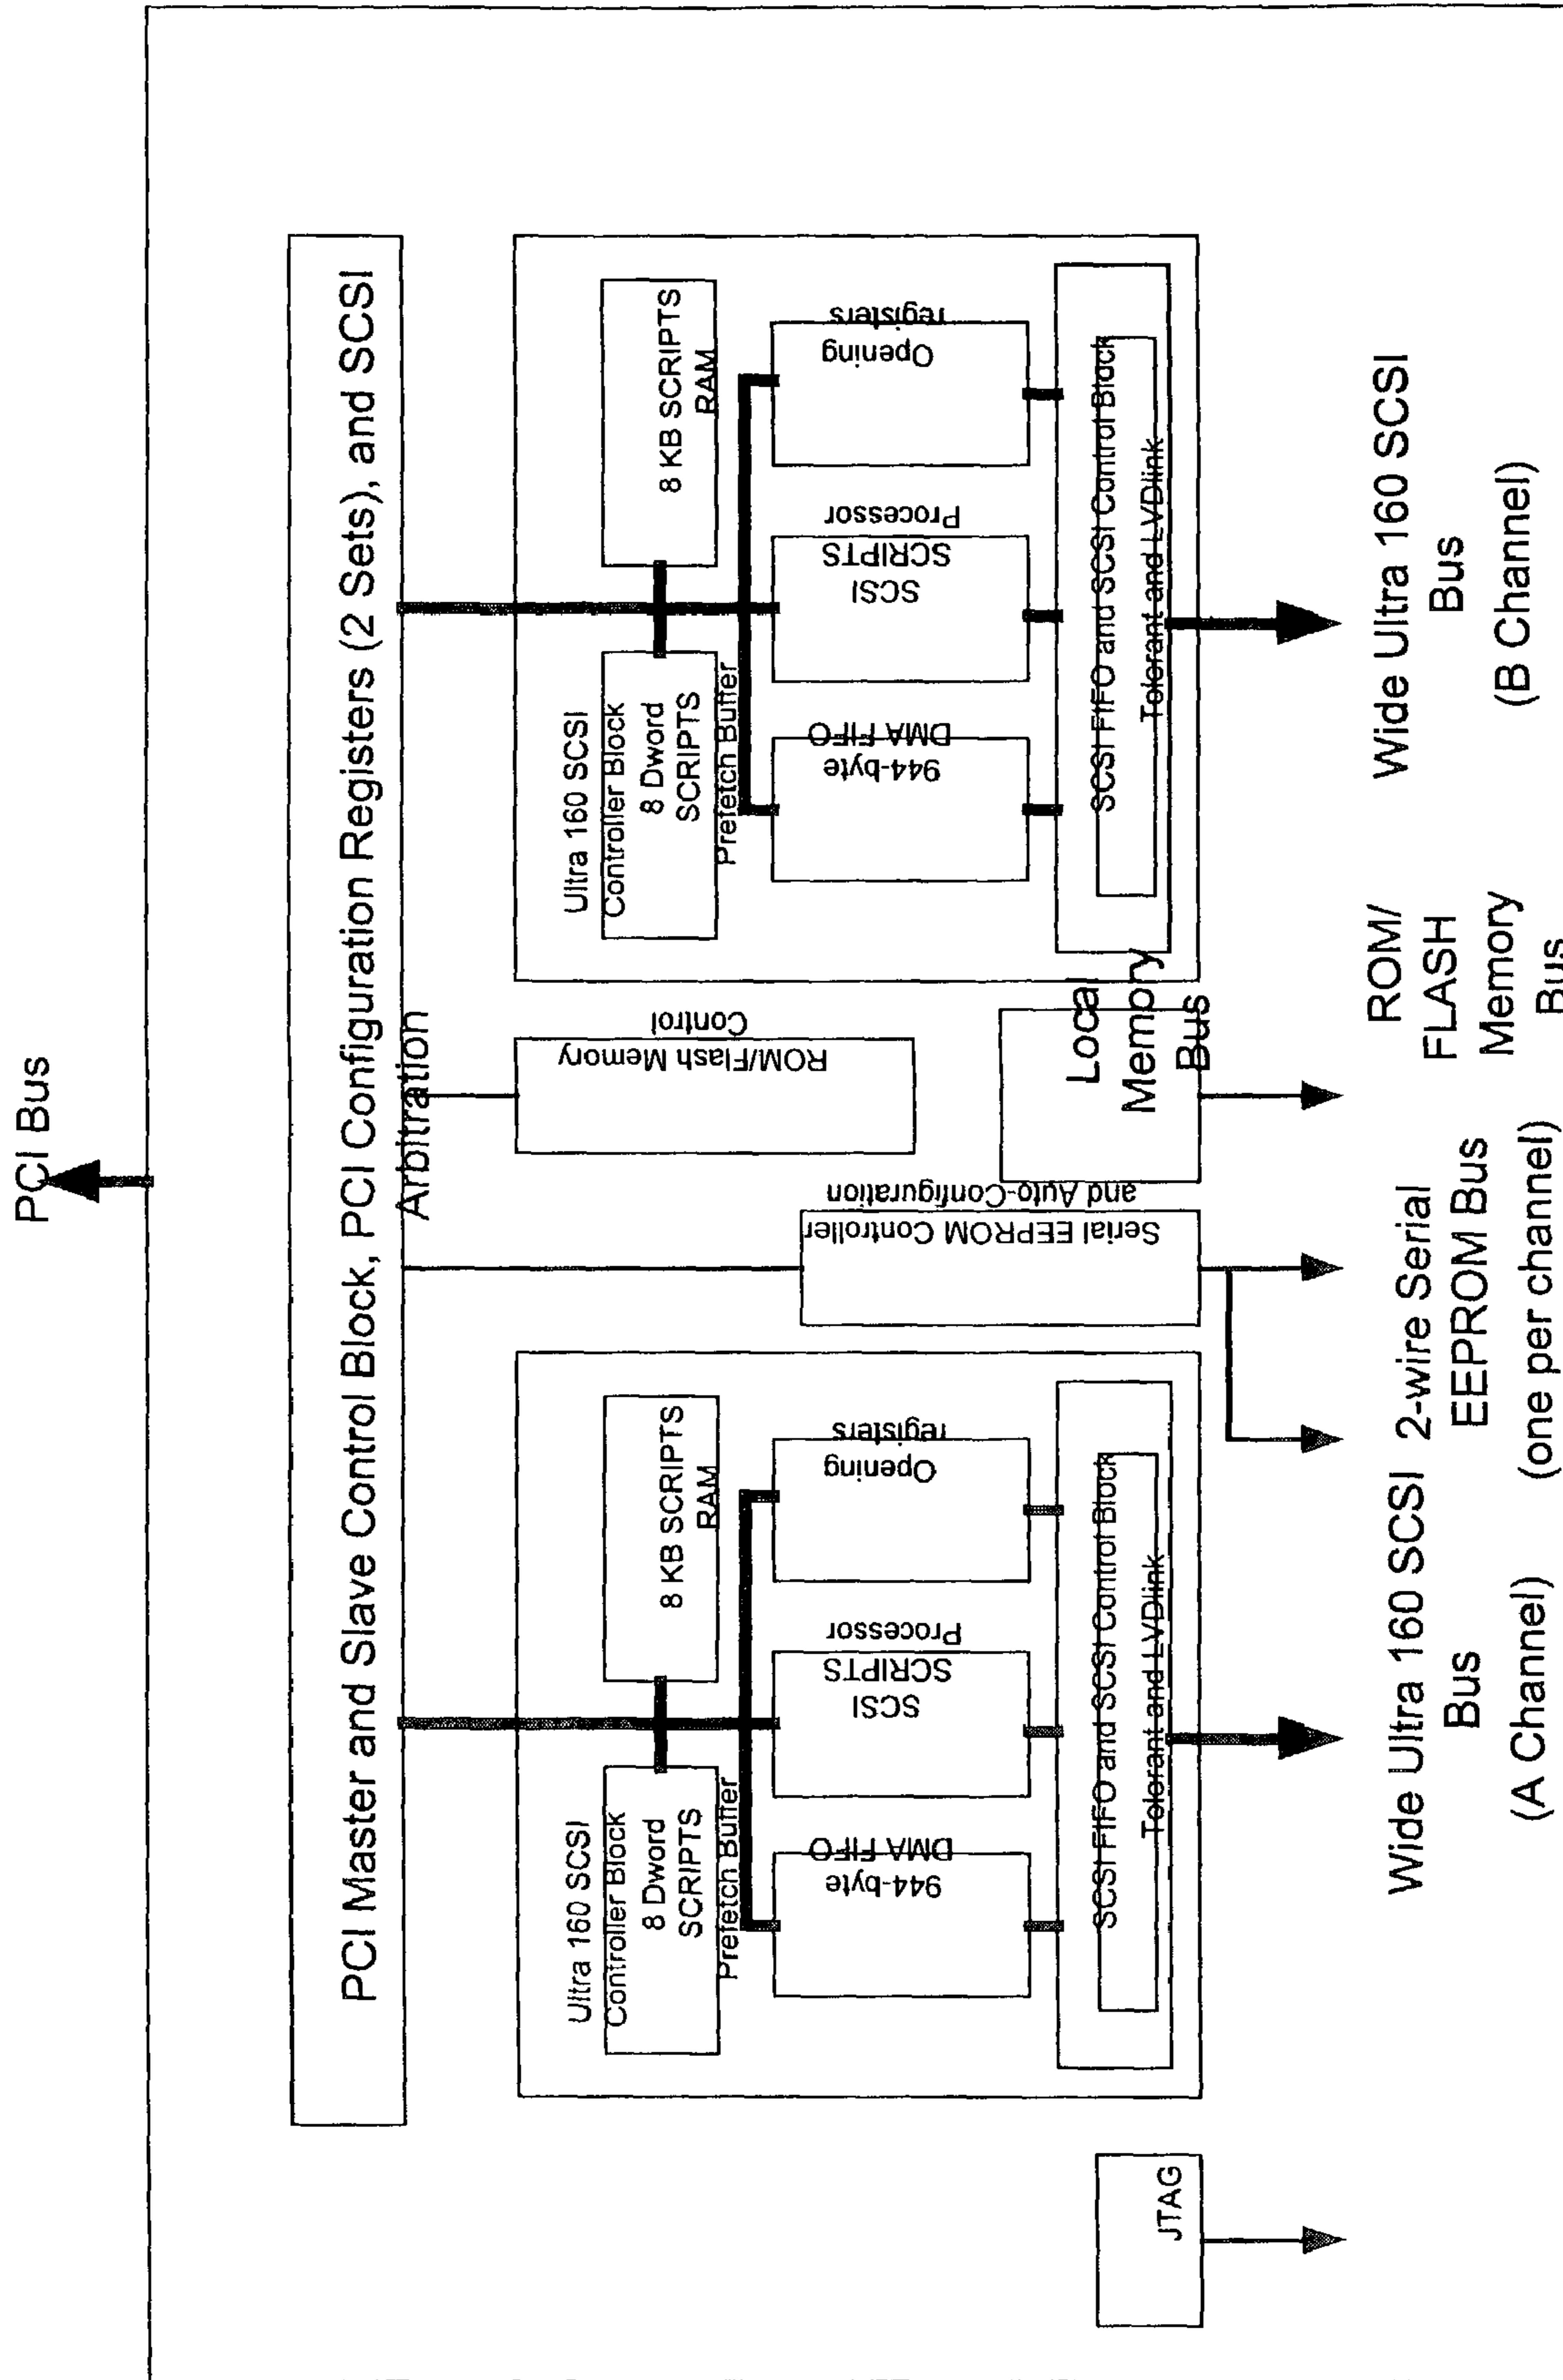 PCI Bus
PCI Master and Slave Control Block, PCI Configuration Registers (2 Sets), and SCSI
Arbitration
Ultra 160 SCSI
Controller Block
8 Dword
SCRIPTS
Prefetch Buffer
8 KB SCRIPTS
RAM
944-byte
DMA FIFO
SCSI
SCRIPTS
Processor
Opening
registers
SCSI FIFO and SCSI Control Block
Tolerant and LVDlink
Serial EEPROM Controller
and Auto-Configuration
ROM/Flash Memory
Control
Local
Memory
Bus
Ultra 160 SCSI
Controller Block
8 Dword
SCRIPTS
Prefetch Buffer
8 KB SCRIPTS
RAM
944-byte
DMA FIFO
SCSI
SCRIPTS
Processor
Opening
registers
SCSI FIFO and SCSI Control Block
Tolerant and LVDlink
JTAG
Wide Ultra 160 SCSI
Bus
(A Channel)
2-wire Serial
EEPROM Bus
(one per channel)
ROM/
FLASH
Memory
Bus
Wide Ultra 160 SCSI
Bus
(B Channel)